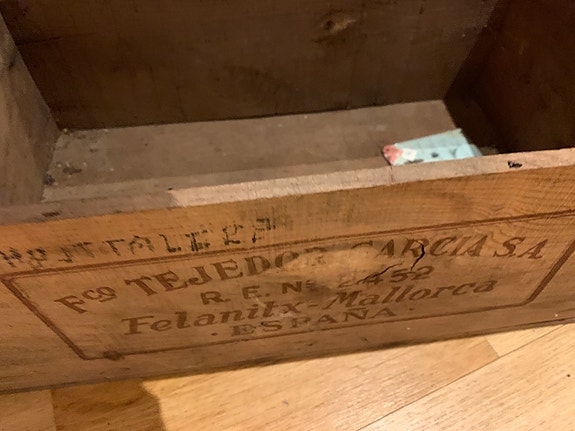 Fco TEJEDOR GARCIA S.A
R E No 2452
Felanitx-Mallorca
· ESPAÑA ·